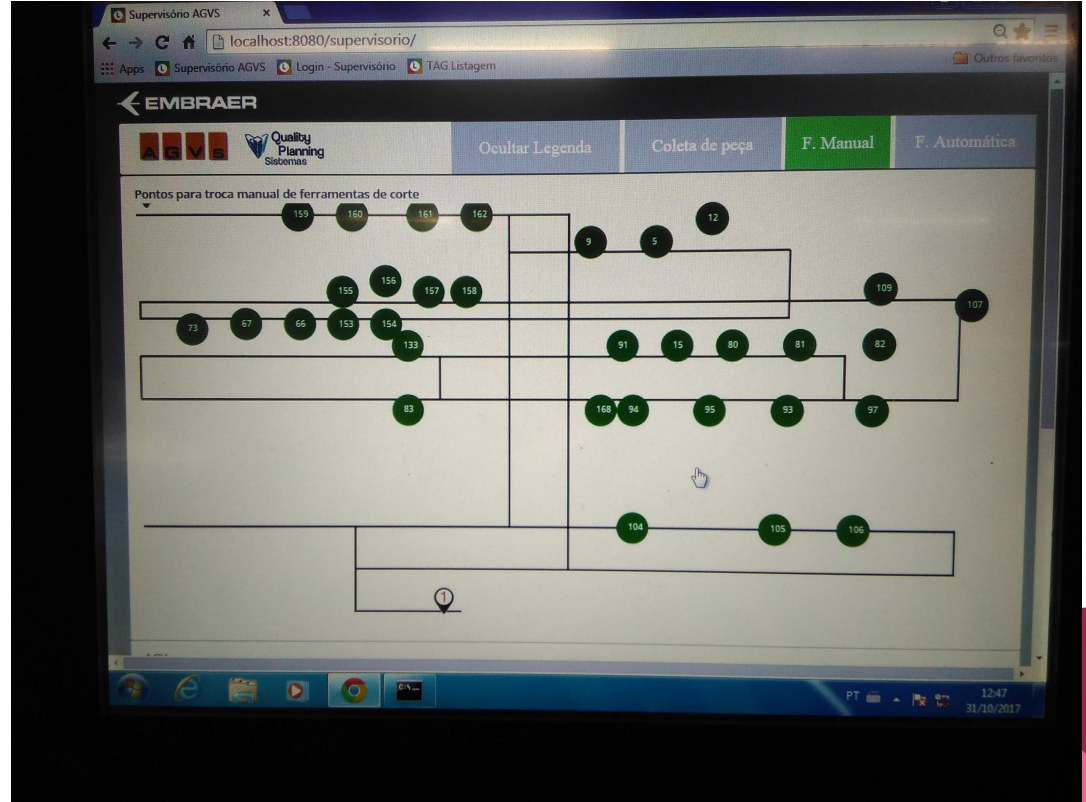 Supervisório AGVS
localhost:8080/supervisorio/
Apps Supervisório AGVS Login - Supervisório TAG Listagem Outros favoritos
EMBRAER
AGVs Quality Planning Sistemas Ocultar Legenda Coleta de peça F. Manual F. Automática
Pontos para troca manual de ferramentas de corte
159 160 161 162
12
9 5
156
155 157 158 109
107
73 67 66 153 154
133 91 15 80 81 82
83 168 94 95 93 97
104 105 106
1
PT 12:47
31/10/2017